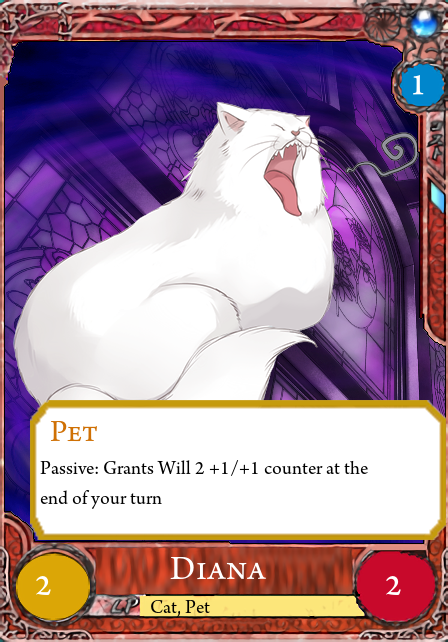 1
PET
Passive: Grants Will 2 +1/+1 counter at the
end of your turn
2
DIANA
2
LP
Cat, Pet